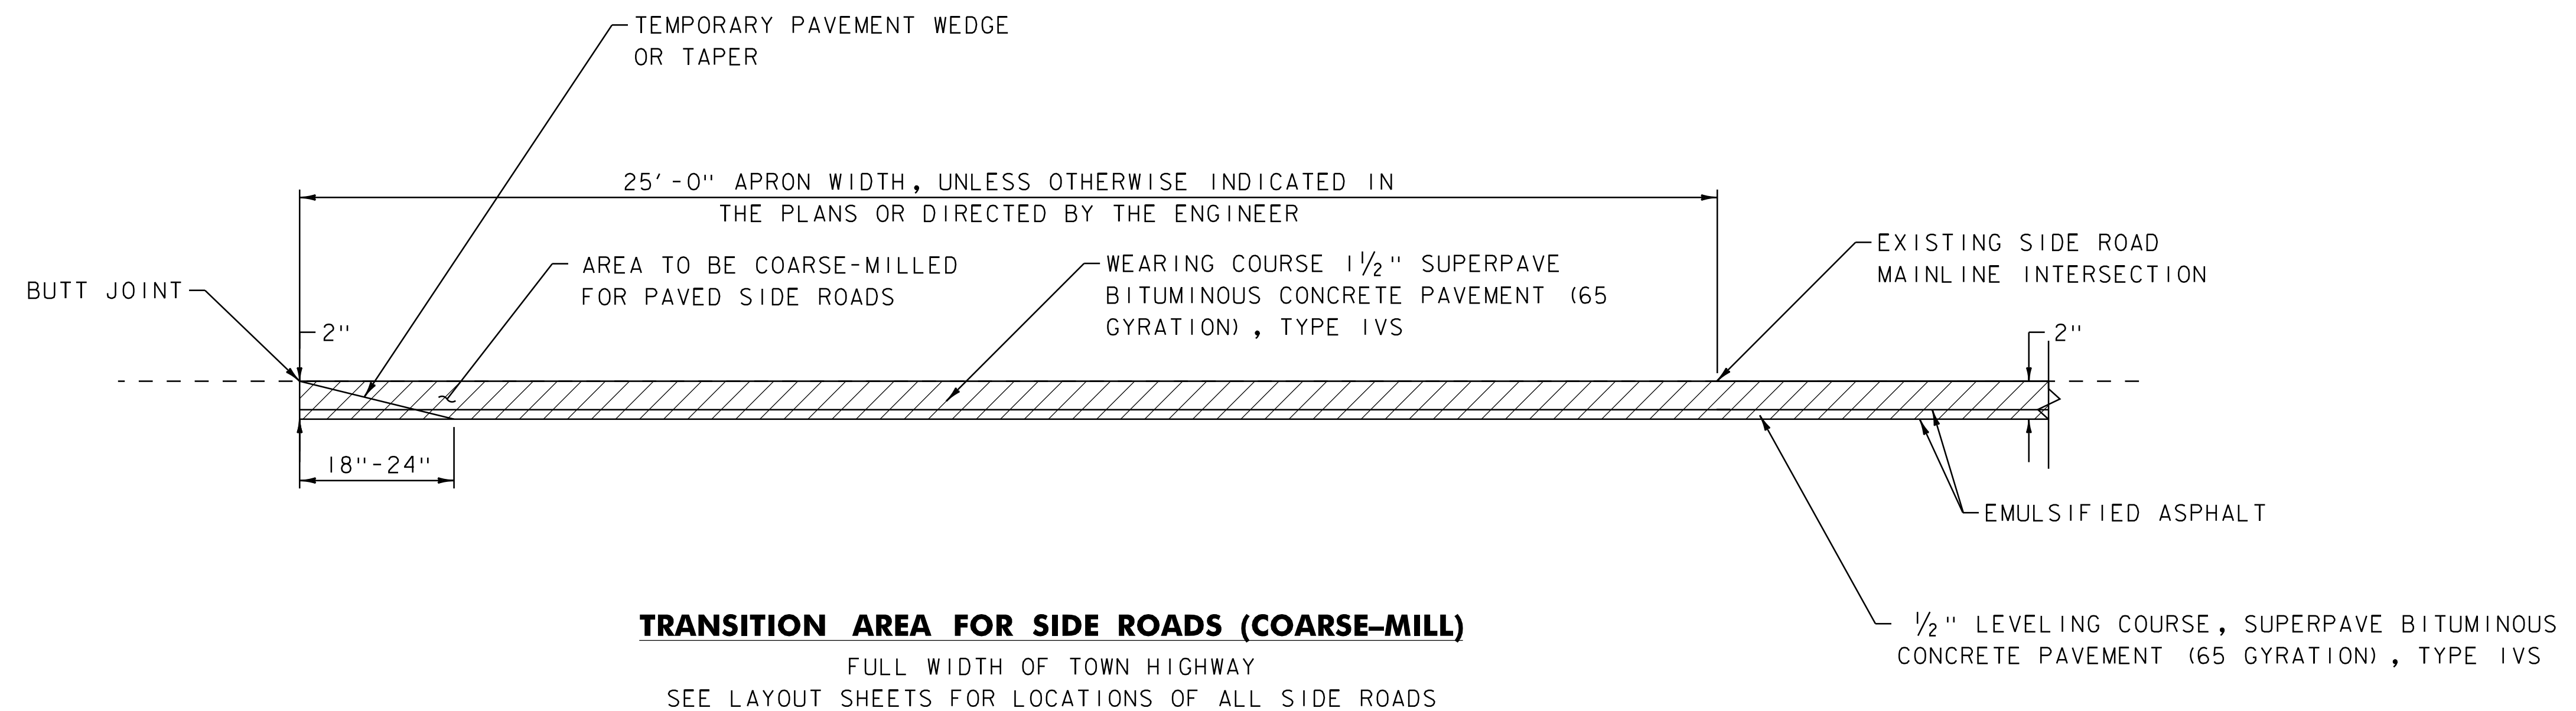 TEMPORARY PAVEMENT WEDGE
OR TAPER
25'-0" APRON WIDTH, UNLESS OTHERWISE INDICATED IN
THE PLANS OR DIRECTED BY THE ENGINEER
BUTT JOINT
2"
AREA TO BE COARSE-MILLED
FOR PAVED SIDE ROADS
WEARING COURSE 1½" SUPERPAVE
BITUMINOUS CONCRETE PAVEMENT (65
GYRATION), TYPE IVS
EXISTING SIDE ROAD
MAINLINE INTERSECTION
2"
18"-24"
EMULSIFIED ASPHALT
½" LEVELING COURSE, SUPERPAVE BITUMINOUS
CONCRETE PAVEMENT (65 GYRATION), TYPE IVS
TRANSITION AREA FOR SIDE ROADS (COARSE–MILL)
FULL WIDTH OF TOWN HIGHWAY
SEE LAYOUT SHEETS FOR LOCATIONS OF ALL SIDE ROADS